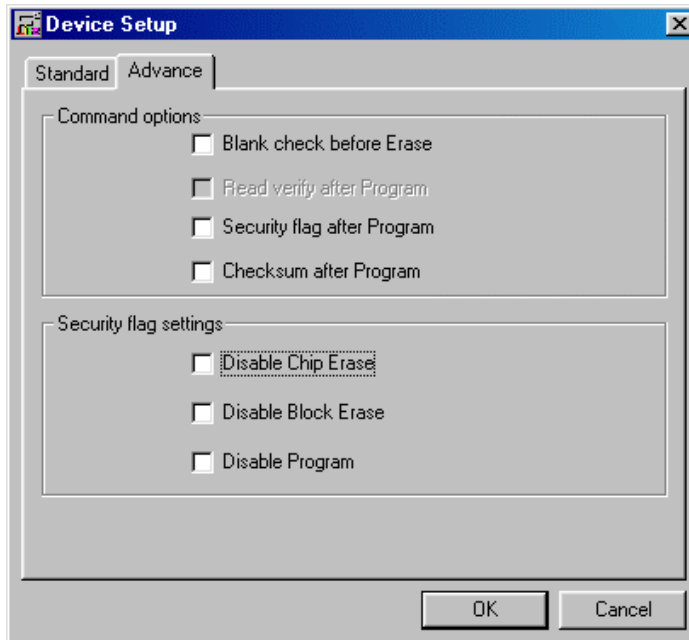 Device Setup
Standard
Advance
Command options
Blank check before Erase
Read verify after Program
Security flag after Program
Checksum after Program
Security flag settings
Disable Chip Erase
Disable Block Erase
Disable Program
OK
Cancel